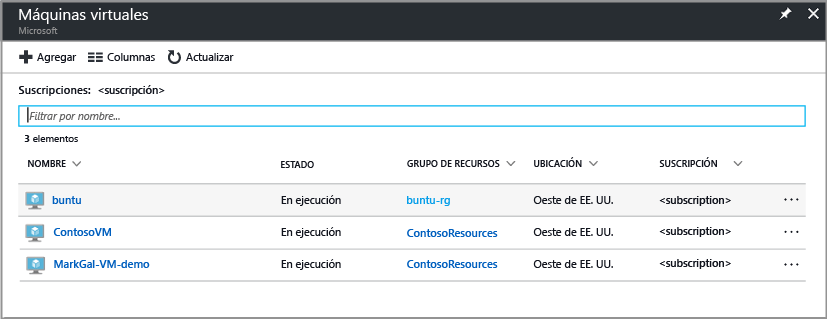 Máquinas virtuales
Microsoft
Agregar Columnas Actualizar
Suscripciones: <suscripción>
Filtrar por nombre...
3 elementos
NOMBRE ESTADO GRUPO DE RECURSOS UBICACIÓN SUSCRIPCIÓN
buntu En ejecución buntu-rg Oeste de EE. UU. <subscription> ...
ContosoVM En ejecución ContosoResources Oeste de EE. UU. <subscription> ...
MarkGal-VM-demo En ejecución ContosoResources Oeste de EE. UU. <subscription> ...